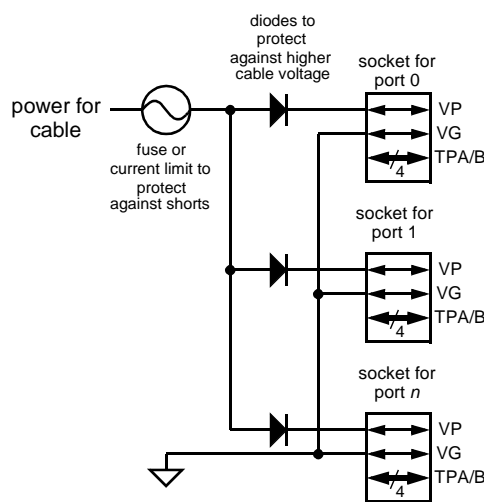 diodes to
protect
against higher
cable voltage
power for
cable
fuse or
current limit to
protect
against shorts
socket for
port 0
VP
VG
TPA/B
4
socket for
port 1
VP
VG
TPA/B
4
socket for
port n
VP
VG
TPA/B
4